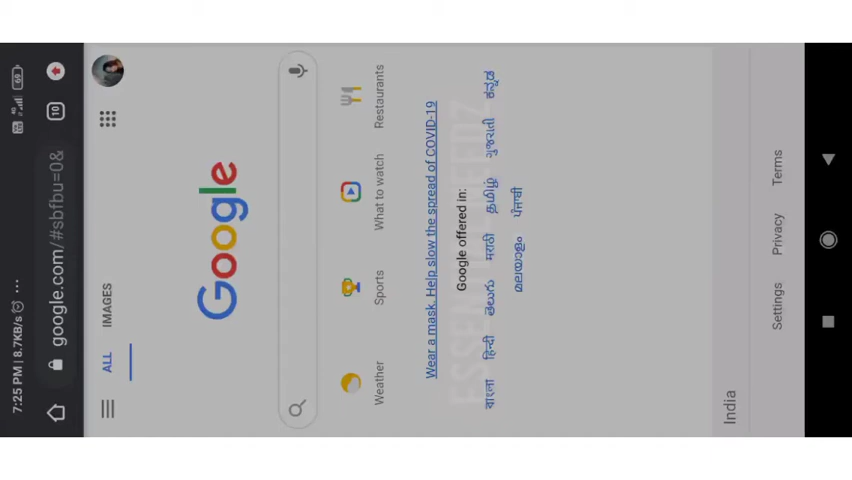 7:25 PM | 8.7KB/s ...
69
google.com/#sbfbu=0&
10
ALL IMAGES
Google
Weather Sports What to watch Restaurants
Wear a mask. Help slow the spread of COVID-19
Google offered in:
বাংলা हिन्दी తెలుగు मराठी தமிழ் ગુજરાતી ಕನ್ನಡ
മലയാളം ਪੰਜਾਬੀ
India
Settings Privacy Terms